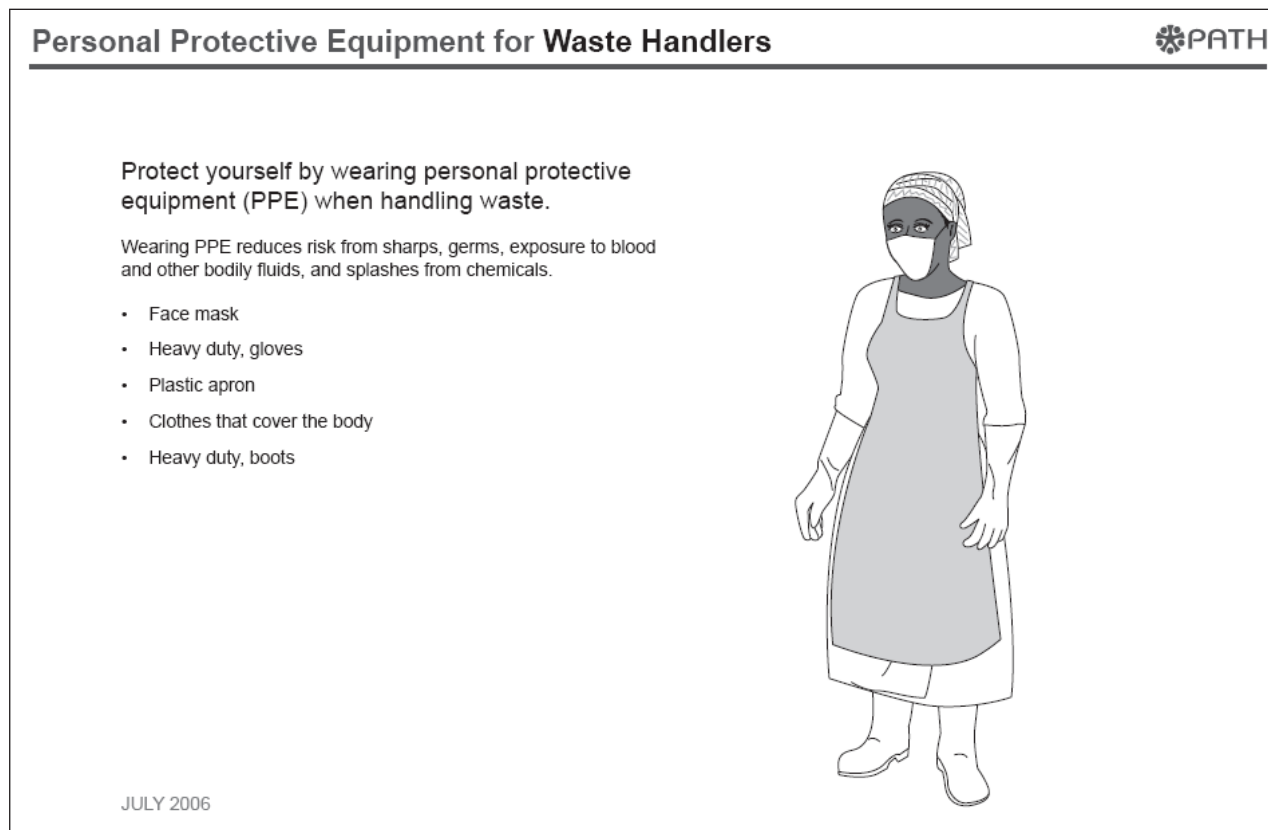 Personal Protective Equipment for Waste Handlers
PATH
Protect yourself by wearing personal protective
equipment (PPE) when handling waste.
Wearing PPE reduces risk from sharps, germs, exposure to blood
and other bodily fluids, and splashes from chemicals.
• Face mask
• Heavy duty, gloves
• Plastic apron
• Clothes that cover the body
• Heavy duty, boots
JULY 2006